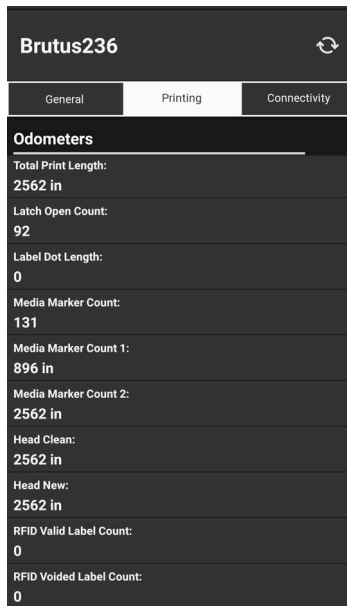 Brutus236
General
Printing
Connectivity
Odometers
Total Print Length:
2562 in
Latch Open Count:
92
Label Dot Length:
0
Media Marker Count:
131
Media Marker Count 1:
896 in
Media Marker Count 2:
2562 in
Head Clean:
2562 in
Head New:
2562 in
RFID Valid Label Count:
0
RFID Voided Label Count:
0